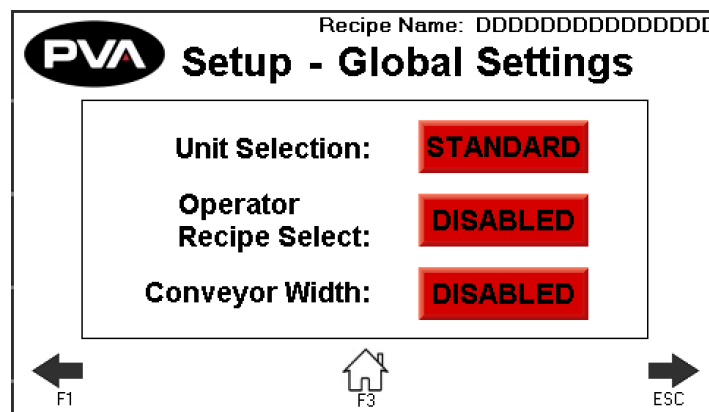 Recipe Name: DDDDDDDDDDDDDDDD
PVA
Setup - Global Settings
Unit Selection: STANDARD
Operator
Recipe Select: DISABLED
Conveyor Width: DISABLED
F1 F3 ESC